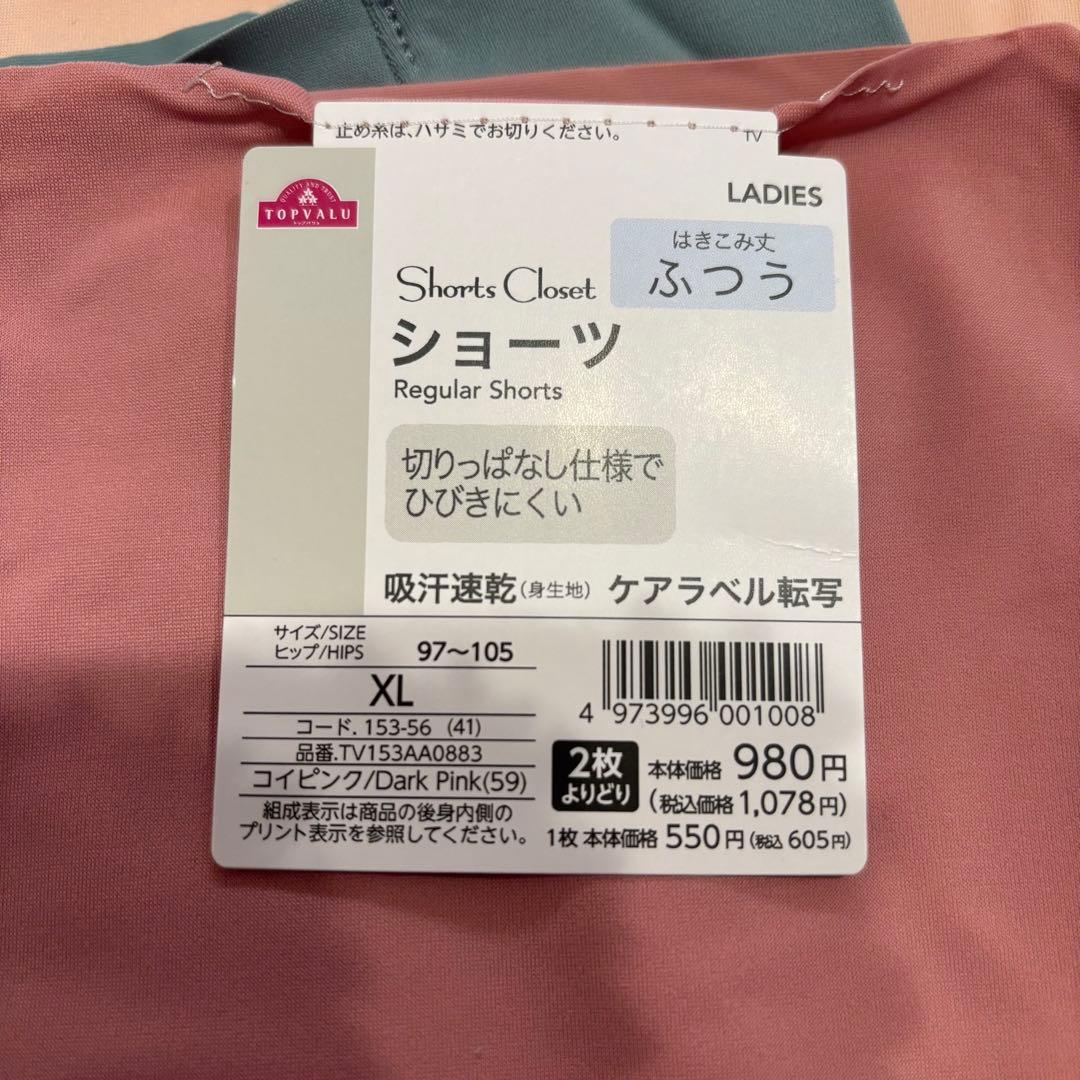 止め糸は、ハサミでお切りください。
TV
QUALITY AND TRUST
TOPVALU
トップバリュ
LADIES
はきこみ丈
ふつう
Shorts Closet
ショーツ
Regular Shorts
切りっぱなし仕様で
ひびきにくい
吸汗速乾(身生地) ケアラベル転写
サイズ/SIZE
ヒップ/HIPS 97〜105
XL
コード. 153-56 (41)
品番.TV153AA0883
コイピンク/Dark Pink(59)
組成表示は商品の後身内側の
プリント表示を参照してください。
4 973996 001008
2枚
よりどり
本体価格 980円
(税込価格 1,078円)
1枚 本体価格 550円(税込 605円)